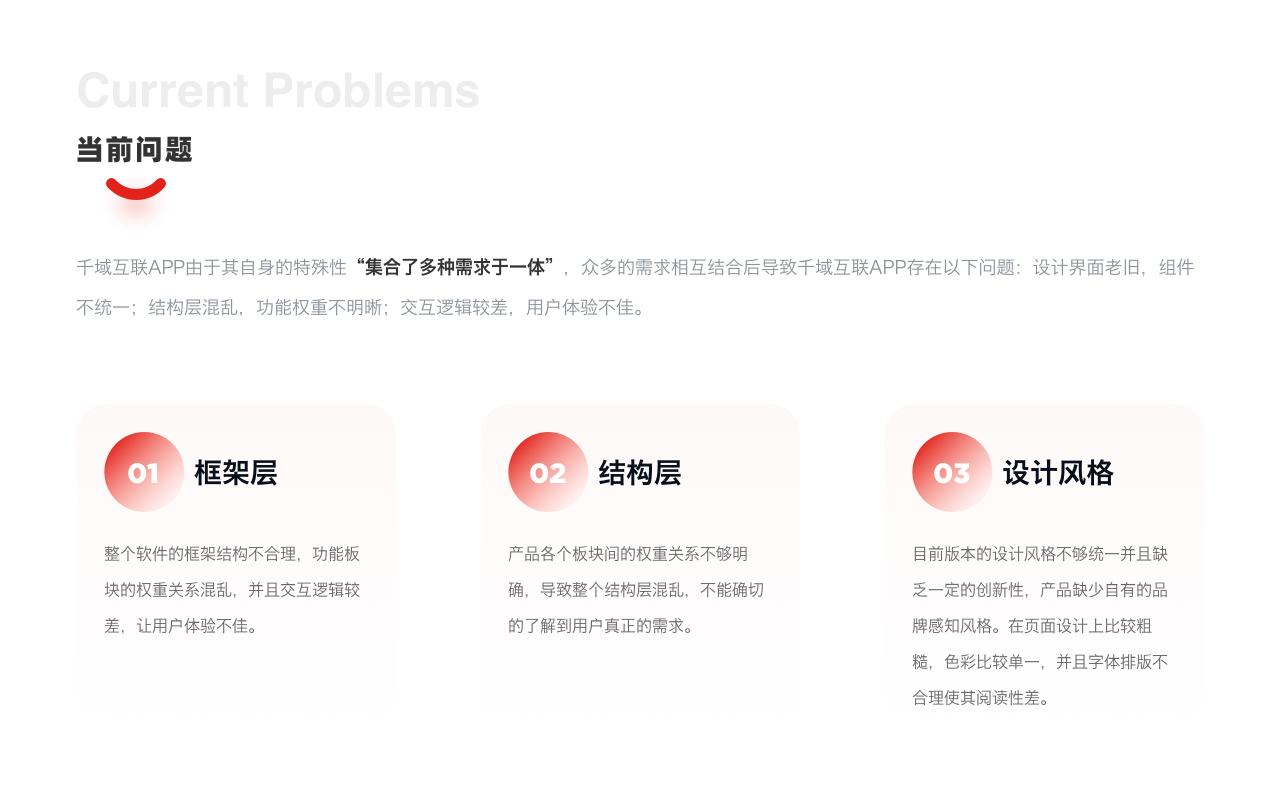 Current Problems
当前问题
千域互联APP由于其自身的特殊性“集合了多种需求于一体”，众多的需求相互结合后导致千域互联APP存在以下问题：设计界面老旧，组件
不统一；结构层混乱，功能权重不明晰；交互逻辑较差，用户体验不佳。
01 框架层
整个软件的框架结构不合理，功能板
块的权重关系混乱，并且交互逻辑较
差，让用户体验不佳。
02 结构层
产品各个板块间的权重关系不够明
确，导致整个结构层混乱，不能确切
的了解到用户真正的需求。
03 设计风格
目前版本的设计风格不够统一并且缺
乏一定的创新性，产品缺少自有的品
牌感知风格。在页面设计上比较粗
糙，色彩比较单一，并且字体排版不
合理使其阅读性差。